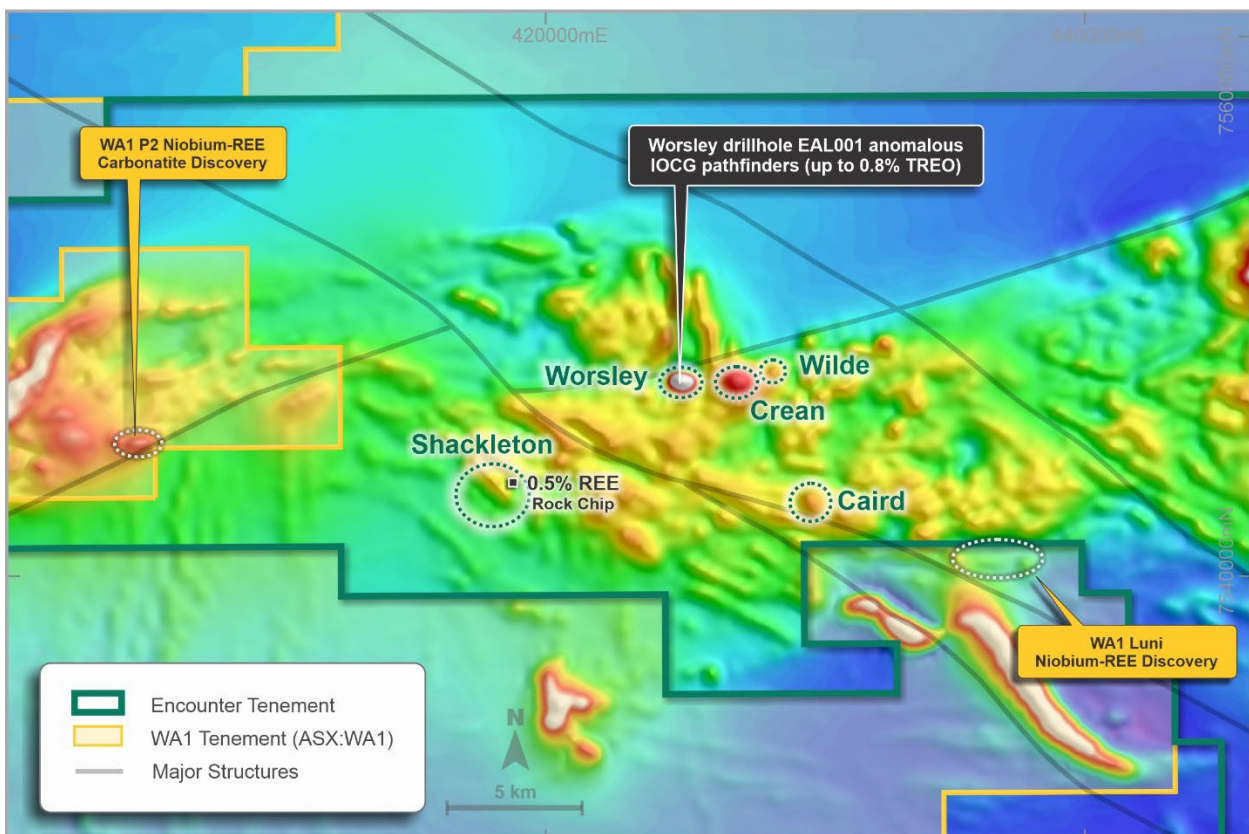 420000mE
440000mE
7560000mN
WA1 P2 Niobium-REE
Carbonatite Discovery
Worsley drillhole EAL001 anomalous
IOCG pathfinders (up to 0.8% TREO)
Worsley
Wilde
Crean
Shackleton
0.5% REE
Rock Chip
Caird
7540000mN
WA1 Luni
Niobium-REE Discovery
Encounter Tenement
WA1 Tenement (ASX:WA1)
Major Structures
N
5 km